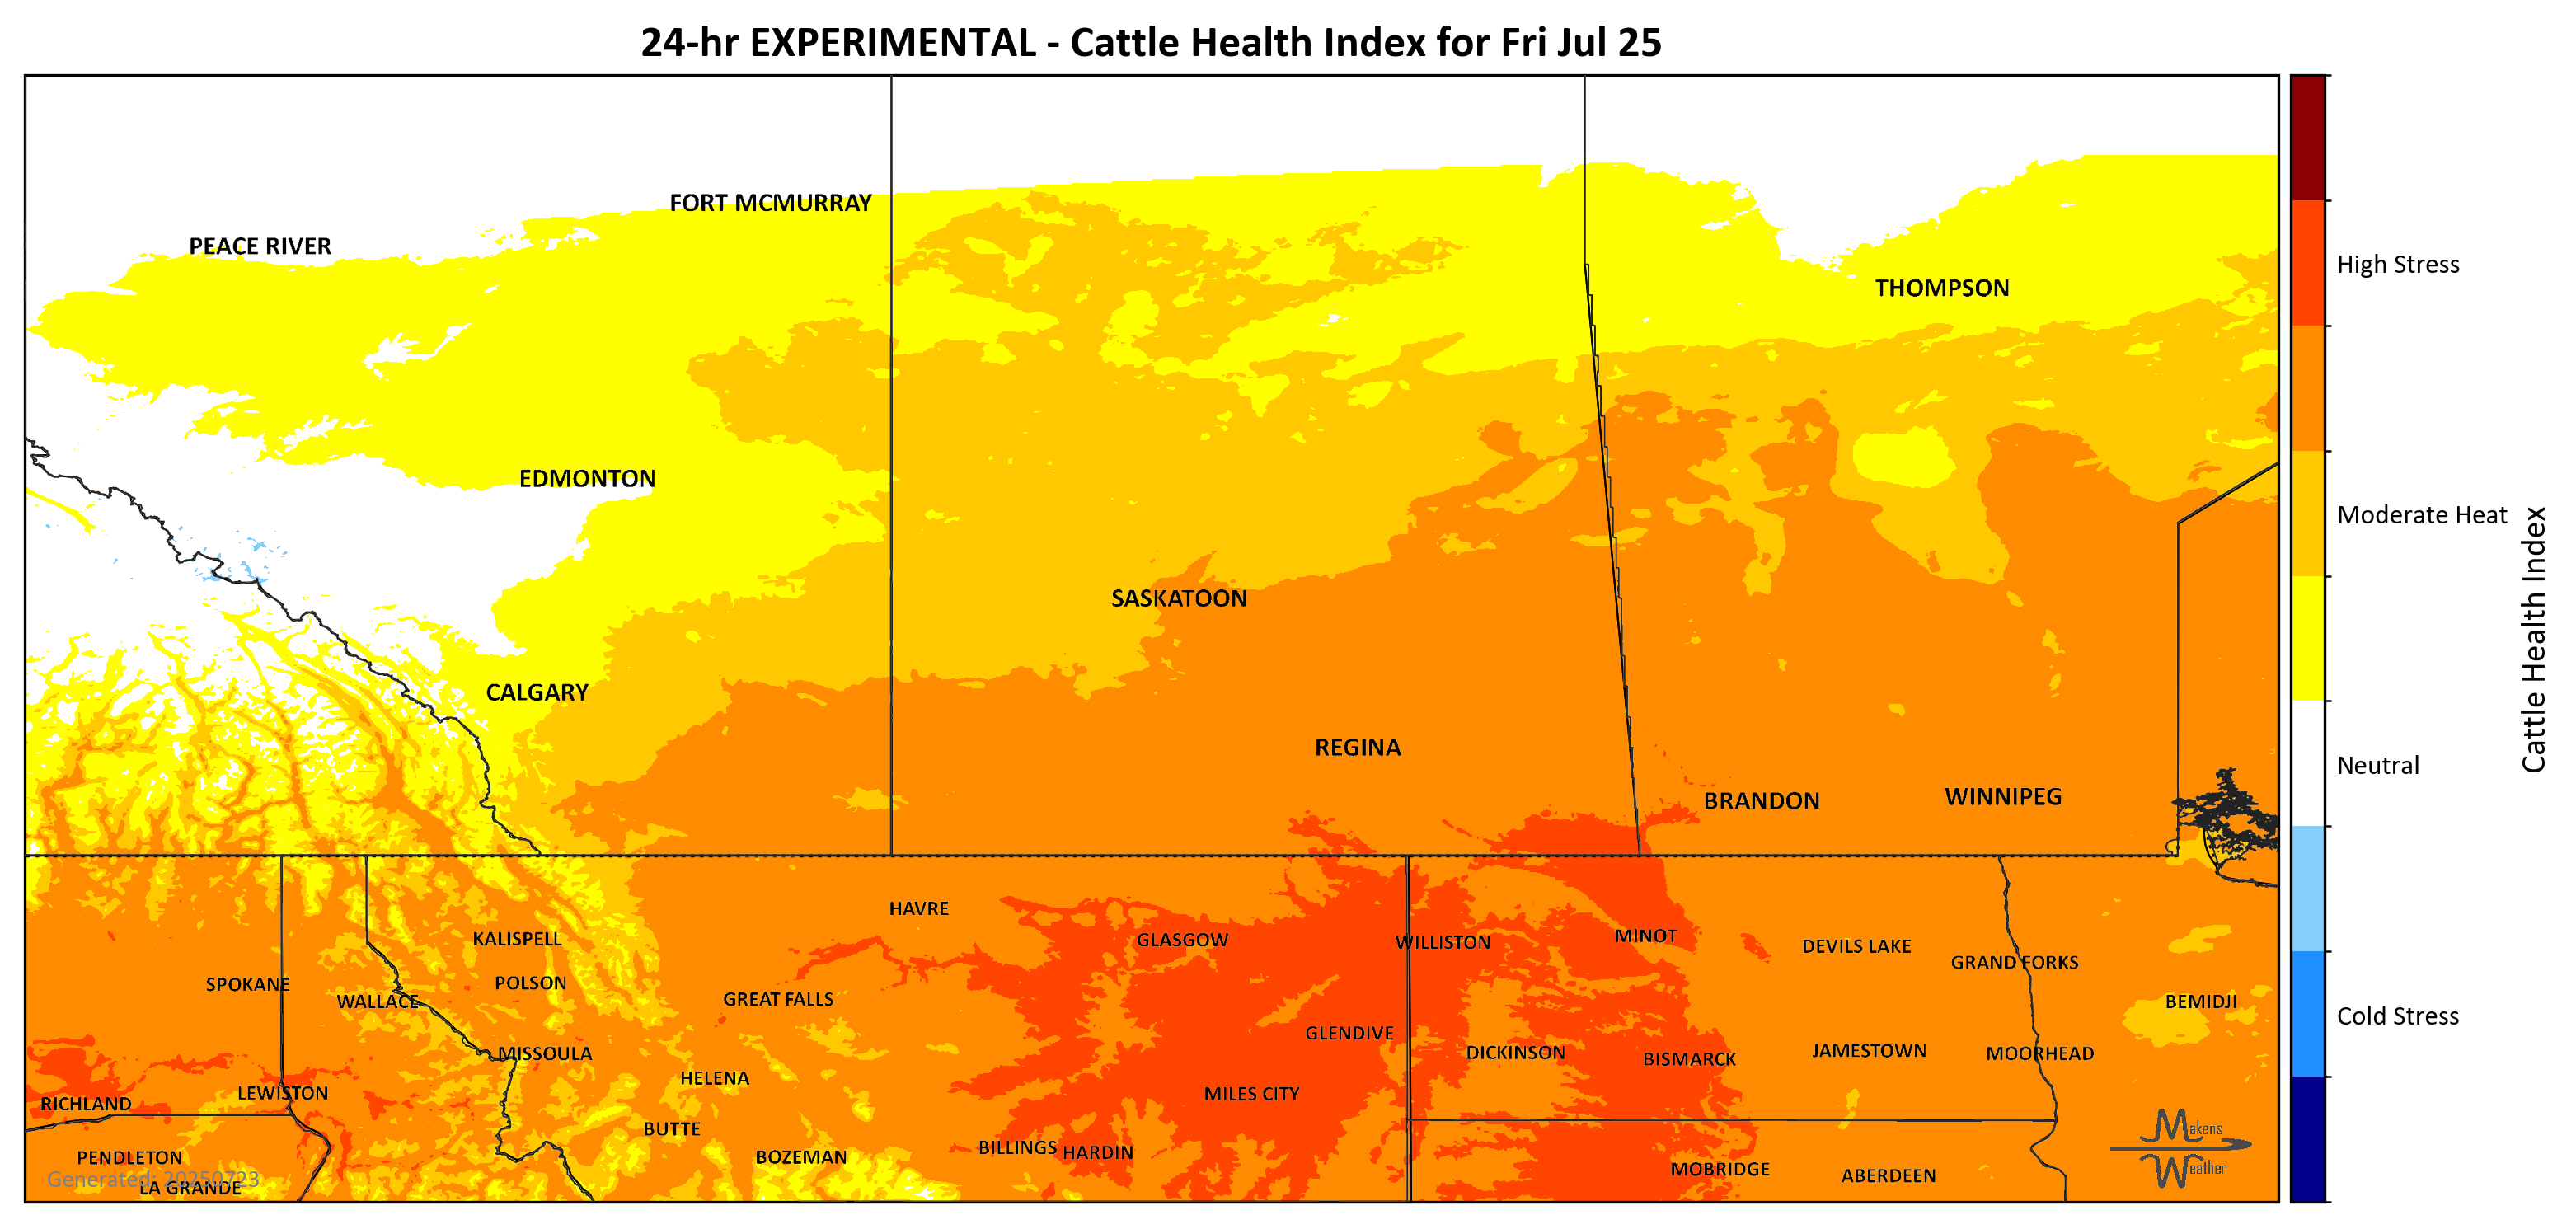 24-hr EXPERIMENTAL - Cattle Health Index for Fri Jul 25
FORT MCMURRAY
PEACE RIVER
High Stress
THOMPSON
EDMONTON
Moderate Heat
SASKATOON
Cattle Health Index
CALGARY
REGINA
Neutral
BRANDON
WINNIPEG
HAVRE
KALISPELL
GLASGOW
WILLISTON
MINOT
DEVILS LAKE
GRAND FORKS
SPOKANE
POLSON
WALLACE
GREAT FALLS
BEMIDJI
Cold Stress
GLENDIVE
MISSOULA
DICKINSON
BISMARCK
JAMESTOWN
MOORHEAD
HELENA
LEWISTON
MILES CITY
RICHLAND
BUTTE
Makens
Weather
PENDLETON
BOZEMAN
BILLINGS
HARDIN
MOBRIDGE
ABERDEEN
Generated: 20250723
LA GRANDE